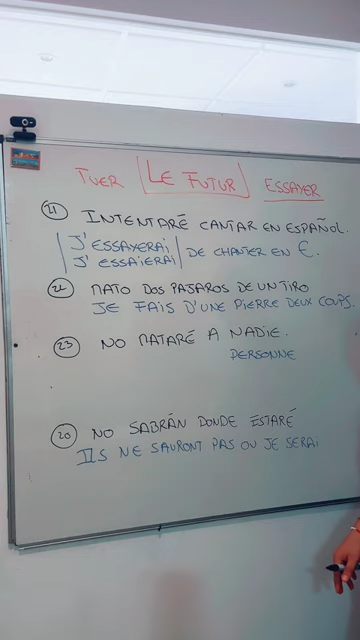 TUER LE FUTUR ESSAYER
21 INTENTARÉ CANTAR EN ESPAÑOL.
J'ESSAYERAI
J'ESSAIERAI DE CHANTER EN E.
22 MATO DOS PAJAROS DE UN TIRO
JE FAIS D'UNE PIERRE DEUX COUPS.
23 NO MATARÉ A NADIE.
PERSONNE
20 NO SABRÁN DONDE ESTARÉ
ILS NE SAURONT PAS OU JE SERAI